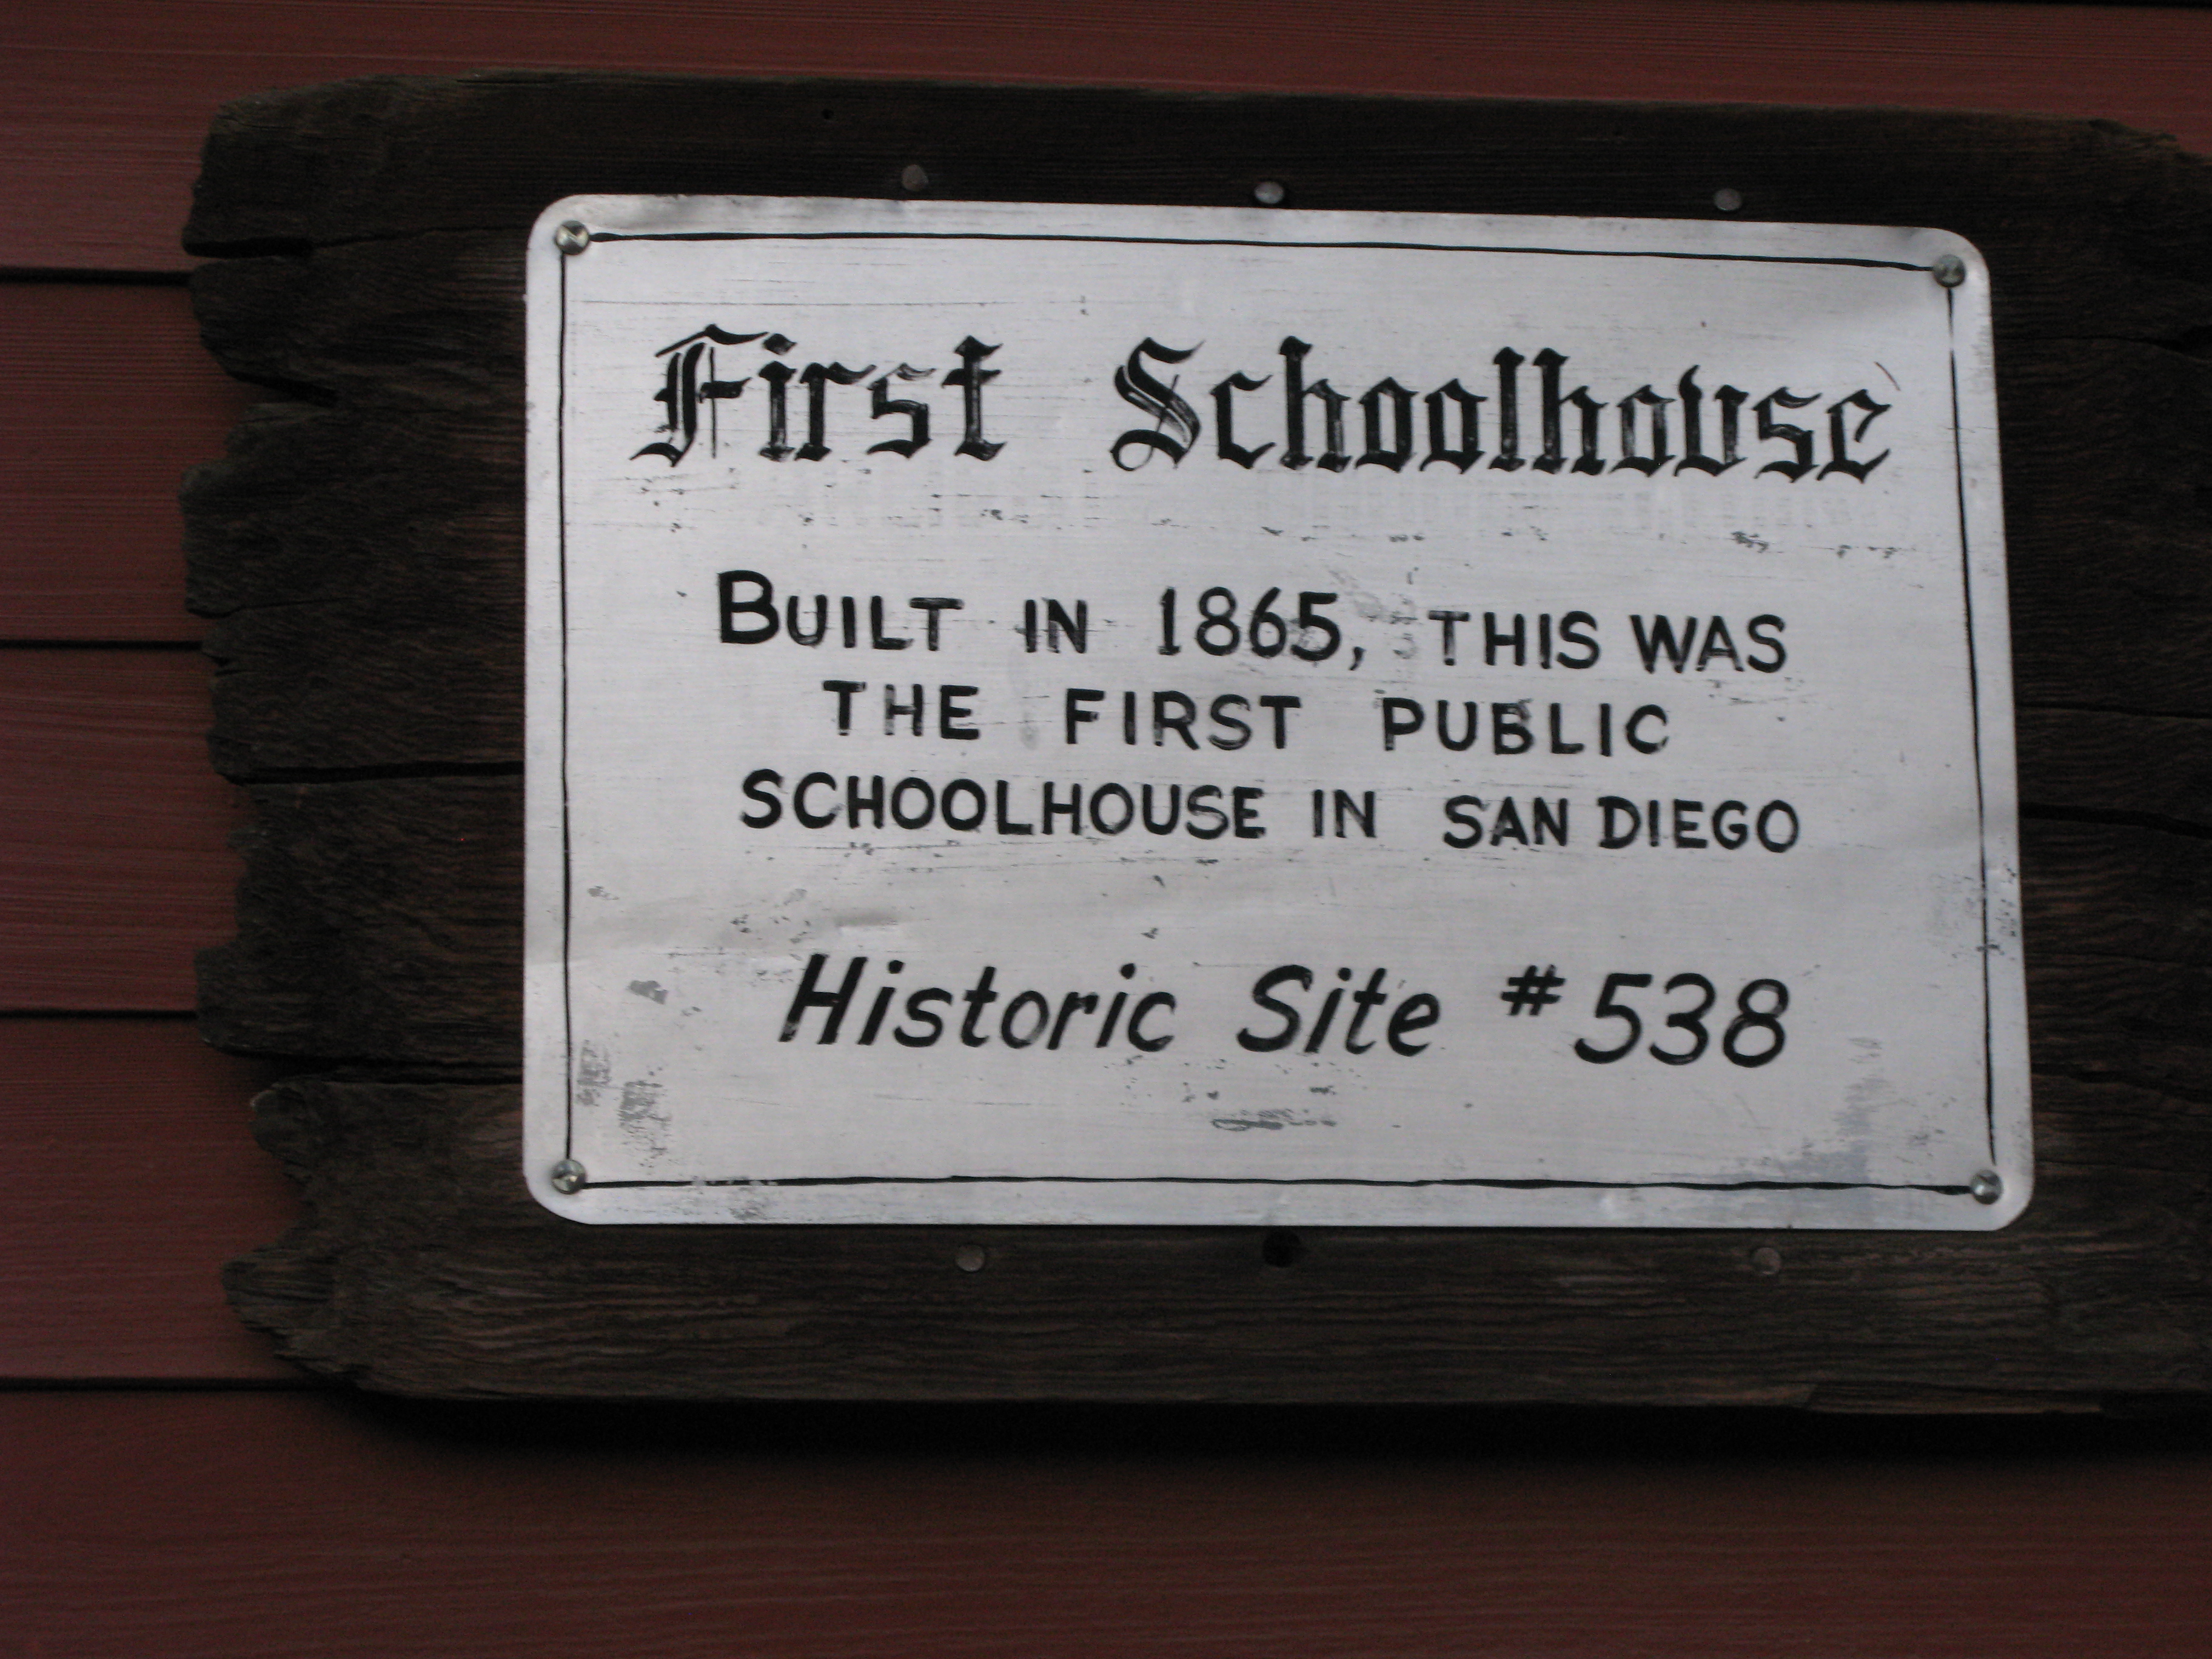 First Schoolhouse
BUILT IN 1865, THIS WAS
THE FIRST PUBLIC
SCHOOLHOUSE IN SAN DIEGO
Historic Site #538